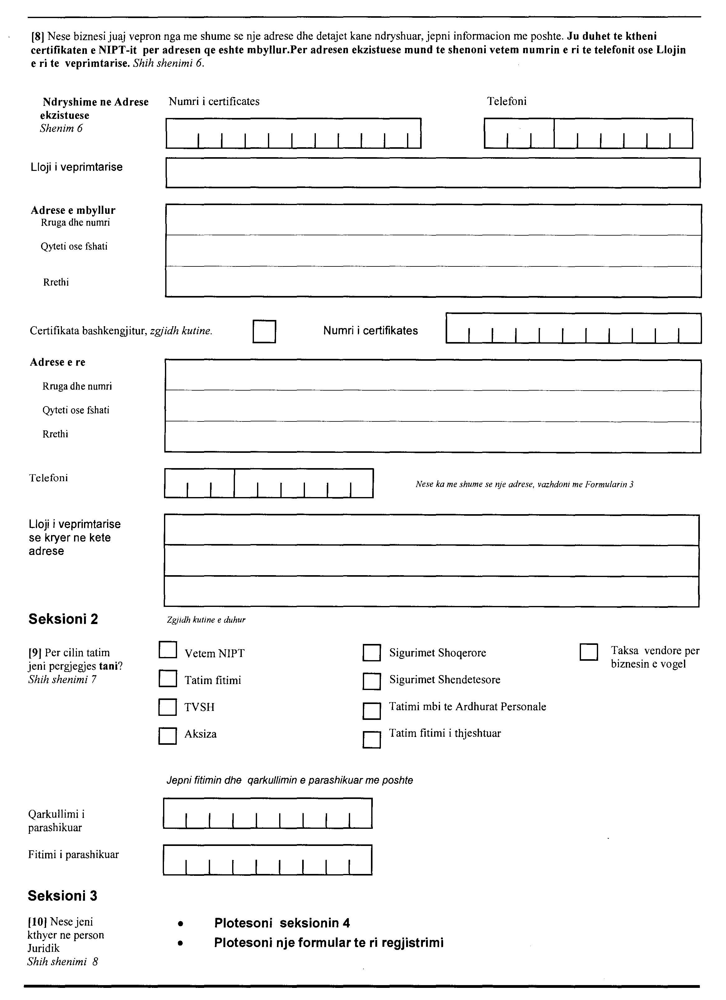 [8] Nese biznesi juaj vepron nga me shume se nje adrese dhe detajet kane ndryshuar, jepni informacion me poshte. Ju duhet te ktheni
certifikaten e NIPT-it per adresen qe eshte mbyllur.Per adresen ekzistuese mund te shenoni vetem numrin e ri te telefonit ose Llojin
e ri te veprimtarise. Shih shenimi 6.
Ndryshime ne Adrese
ekzistuese
Shenim 6
Numri i certificates
Telefoni
Lloji i veprimtarise
Adrese e mbyllur
Rruga dhe numri
Qyteti ose fshati
Rrethi
Certifikata bashkengjitur, zgjidh kutine.
Numri i certifikates
Adrese e re
Rruga dhe numri
Qyteti ose fshati
Rrethi
Telefoni
Nese ka me shume se nje adrese, vazhdoni me Formularin 3
Lloji i veprimtarise
se kryer ne kete
adrese
Seksioni 2
Zgjidh kutine e duhur
[9] Per cilin tatim
jeni pergjegjes tani?
Shih shenimi 7
Vetem NIPT
Tatim fitimi
TVSH
Aksiza
Sigurimet Shoqerore
Sigurimet Shendetesore
Tatimi mbi te Ardhurat Personale
Tatim fitimi i thjeshtuar
Taksa vendore per
biznesin e vogel
Jepni fitimin dhe qarkullimin e parashikuar me poshte
Qarkullimi i
parashikuar
Fitimi i parashikuar
Seksioni 3
[10] Nese jeni
kthyer ne person
Juridik
Shih shenimi 8
• Plotesoni seksionin 4
• Plotesoni nje formular te ri regjistrimi